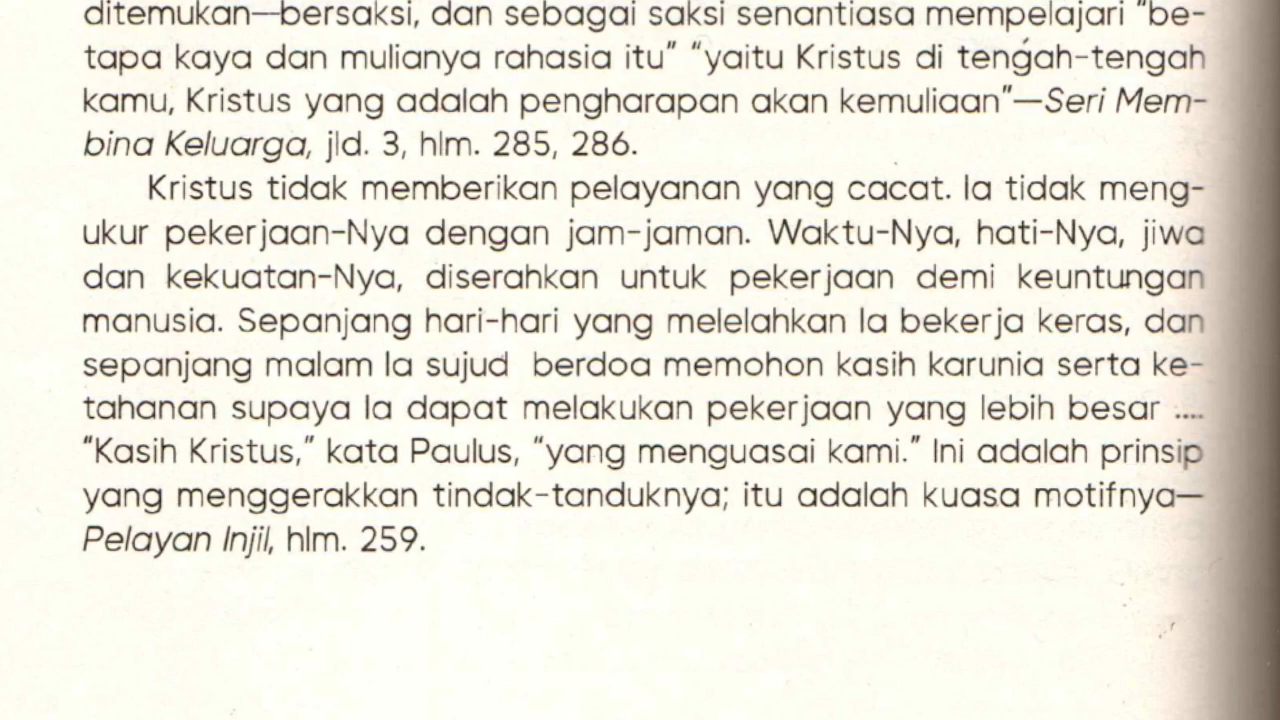 ditemukan—bersaksi, dan sebagai saksi senantiasa mempelajari “be-
tapa kaya dan mulianya rahasia itu” “yaitu Kristus di tengah-tengah
kamu, Kristus yang adalah pengharapan akan kemuliaan”—Seri Mem-
bina Keluarga, jld. 3, hlm. 285, 286.
Kristus tidak memberikan pelayanan yang cacat. Ia tidak meng-
ukur pekerjaan-Nya dengan jam-jaman. Waktu-Nya, hati-Nya, jiwa
dan kekuatan-Nya, diserahkan untuk pekerjaan demi keuntungan
manusia. Sepanjang hari-hari yang melelahkan Ia bekerja keras, dan
sepanjang malam Ia sujud berdoa memohon kasih karunia serta ke-
tahanan supaya Ia dapat melakukan pekerjaan yang lebih besar ....
“Kasih Kristus,” kata Paulus, “yang menguasai kami.” Ini adalah prinsip
yang menggerakkan tindak-tanduknya; itu adalah kuasa motifnya—
Pelayan Injil, hlm. 259.